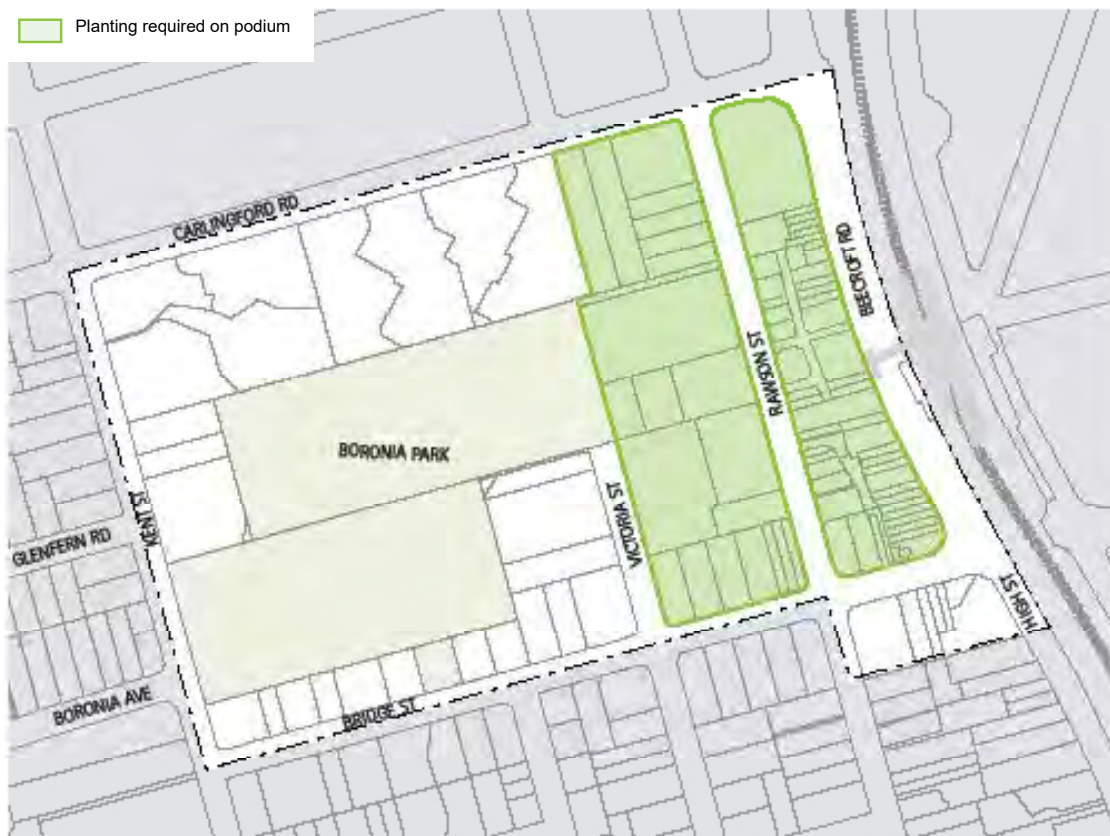 Planting required on podium
CARLINGFORD RD
BEECROFT RD
RAWSON ST
BORONIA PARK
KENT ST
VICTORIA ST
GLENFERN RD
HIGH ST
BORONIA AVE
BRIDGE ST